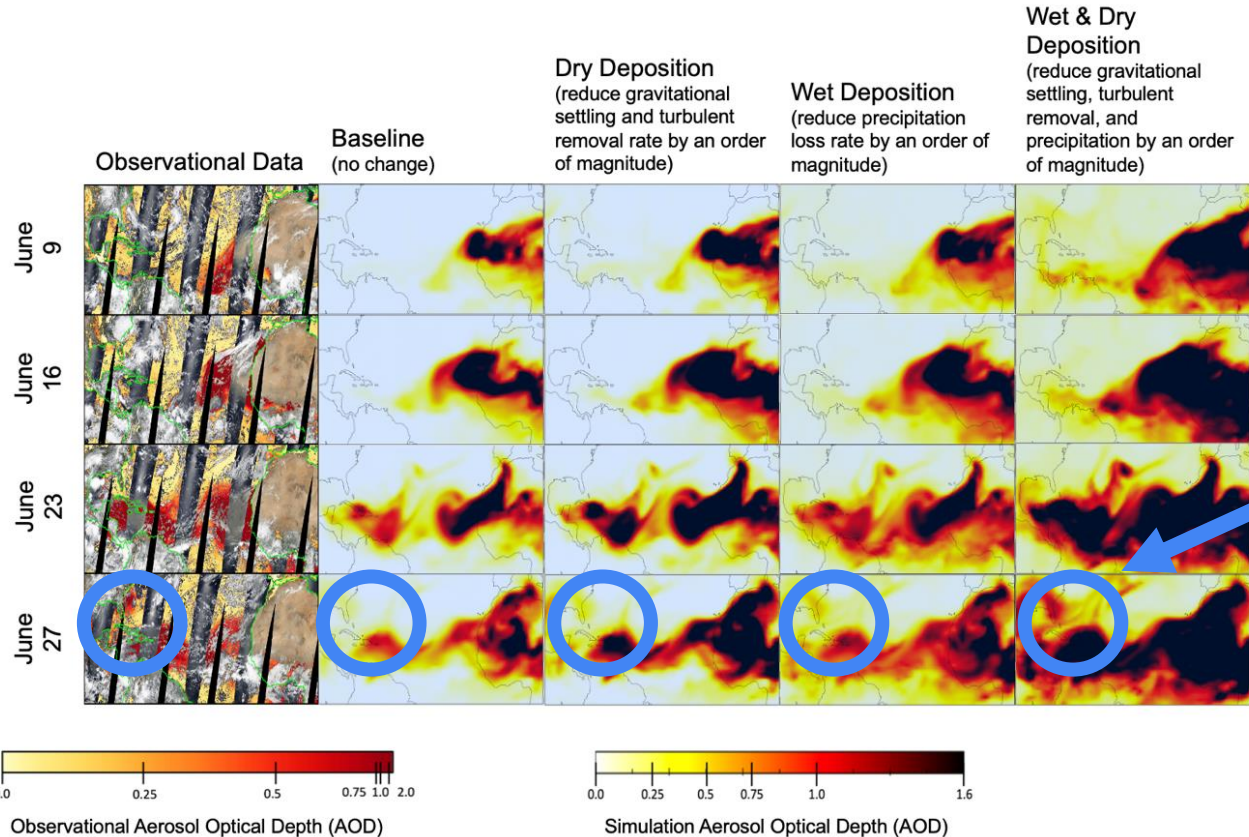 Observational Data
Baseline
(no change)
Dry Deposition
(reduce gravitational
settling and turbulent
removal rate by an order
of magnitude)
Wet Deposition
(reduce precipitation
loss rate by an order of
magnitude)
Wet & Dry
Deposition
(reduce gravitational
settling, turbulent
removal, and
precipitation by an order
of magnitude)
June
9
June
16
June
23
June
27
.0 0.25 0.5 0.75 1.0 2.0
Observational Aerosol Optical Depth (AOD)
0.0 0.25 0.5 0.75 1.0 1.6
Simulation Aerosol Optical Depth (AOD)